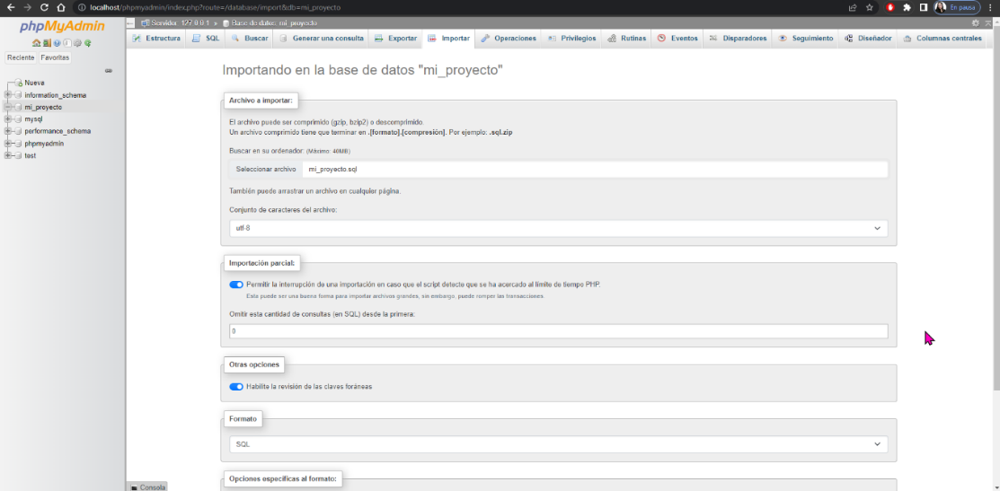 localhost/phpmyadmin/index.php?route=/database/import&db=mi_proyecto
En pausa
phpMyAdmin
Servidor: 127.0.0.1 » Base de datos: mi_proyecto
Estructura SQL Buscar Generar una consulta Exportar Importar Operaciones Privilegios Rutinas Eventos Disparadores Seguimiento Diseñador Columnas centrales
Reciente Favoritas
Nueva
information_schema
mi_proyecto
mysql
performance_schema
phpmyadmin
test
Importando en la base de datos "mi_proyecto"
Archivo a importar:
El archivo puede ser comprimido (gzip, bzip2) o descomprimido.
Un archivo comprimido tiene que terminar en .[formato].[compresión]. Por ejemplo: .sql.zip
Buscar en su ordenador: (Máximo: 40MB)
Seleccionar archivo mi_proyecto.sql
También puede arrastrar un archivo en cualquier página.
Conjunto de caracteres del archivo:
utf-8
Importación parcial:
Permitir la interrupción de una importación en caso que el script detecte que se ha acercado al límite de tiempo PHP.
Esta puede ser una buena forma para importar archivos grandes, sin embargo, puede romper las transacciones.
Omitir esta cantidad de consultas (en SQL) desde la primera:
0
Otras opciones
Habilite la revisión de las claves foráneas
Formato
SQL
Opciones específicas al formato:
Consola